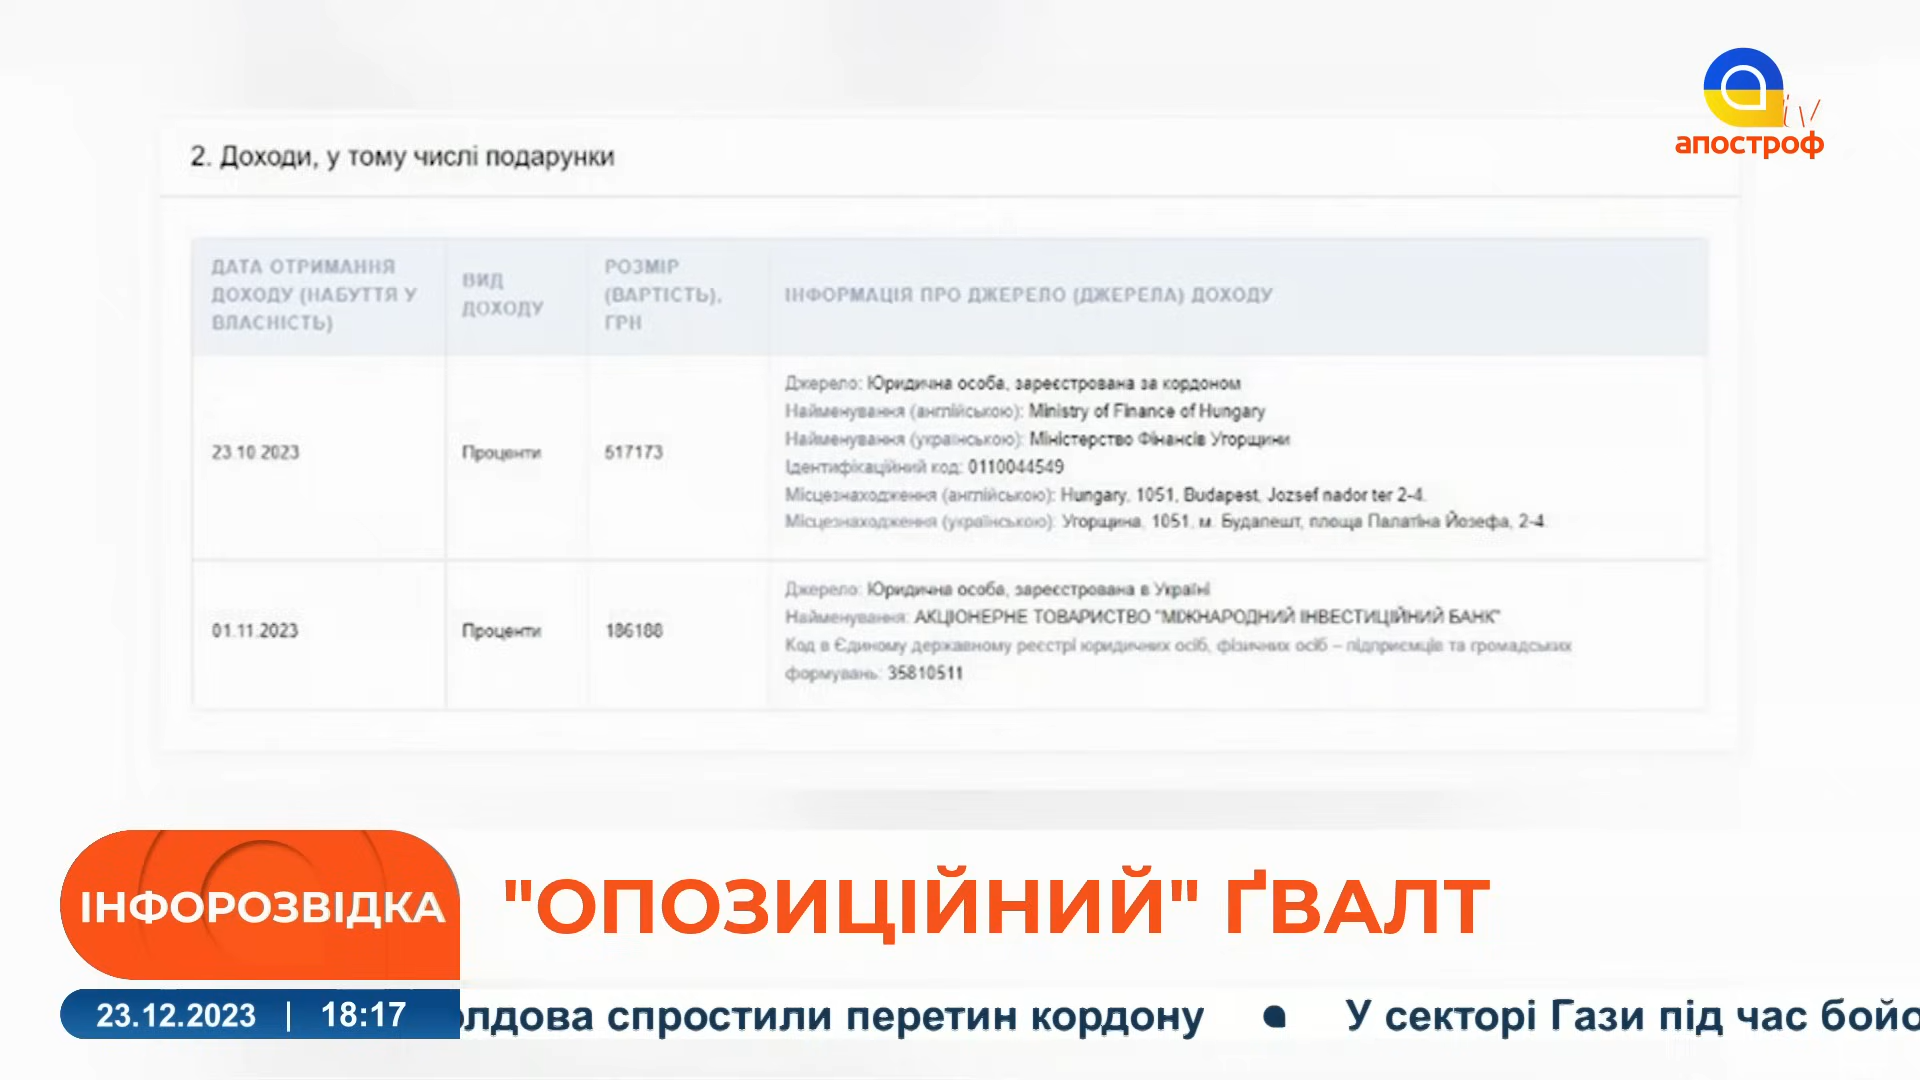 tv
апостроф
2. Доходи, у тому числі подарунки
ДАТА ОТРИМАННЯ
ДОХОДУ (НАБУТТЯ У
ВЛАСНІСТЬ)
ВИД
ДОХОДУ
РОЗМІР
(ВАРТІСТЬ),
ГРН
ІНФОРМАЦІЯ ПРО ДЖЕРЕЛО (ДЖЕРЕЛА) ДОХОДУ
23.10.2023
Проценти
517173
Джерело: Юридична особа, зареєстрована за кордоном
Найменування (англійською): Ministry of Finance of Hungary
Найменування (українською): Міністерство Фінансів Угорщини
Ідентифікаційний код: 0110044549
Місцезнаходження (англійською): Hungary, 1051, Budapest, Jozsef nador ter 2-4.
Місцезнаходження (українською): Угорщина, 1051, м. Будапешт, площа Палатіна Йозефа, 2-4
01.11.2023
Проценти
186188
Джерело: Юридична особа, зареєстрована в Україні
Найменування: АКЦІОНЕРНЕ ТОВАРИСТВО "МІЖНАРОДНИЙ ІНВЕСТИЦІЙНИЙ БАНК"
Код в Єдиному державному реєстрі юридичних осіб, фізичних осіб – підприємців та громадських
формувань: 35810511
ІНФОРОЗВІДКА
"ОПОЗИЦІЙНИЙ" ҐВАЛТ
23.12.2023 | 18:17
олдова спростили перетин кордону
У секторі Гази під час бойо